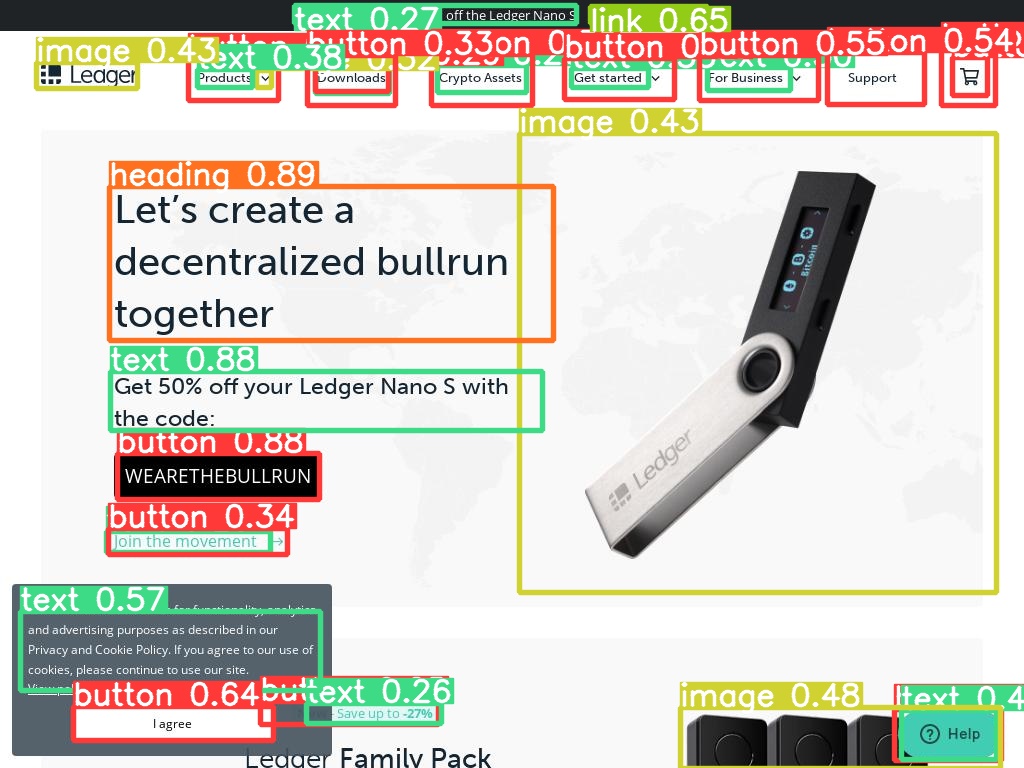 text 0.27 off the Ledger Nano S link 0.65
image 0.43 text 0.38 button 0.33 button button 0.55 on 0.54
Ledger Products Downloads Crypto Assets Get started For Business Support
image 0.43
heading 0.89
Let's create a
decentralized bullrun
together
text 0.88
Get 50% off your Ledger Nano S with
the code:
button 0.88
WEARETHEBULLRUN
button 0.34
Join the movement →
Bitcoin
Ledger
text 0.57 for functionality, analytics
and advertising purposes as described in our
Privacy and Cookie Policy. If you agree to our use of
cookies, please continue to use our site.
button 0.64
I agree
text 0.26
- Save up to -27%
Ledger Family Pack
image 0.48
text 0.4
Help